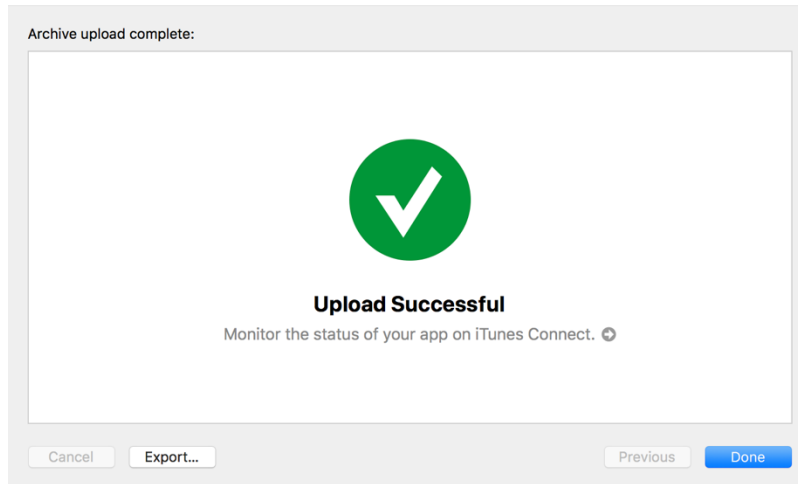 Archive upload complete:
Upload Successful
Monitor the status of your app on iTunes Connect.
Cancel
Export...
Previous
Done